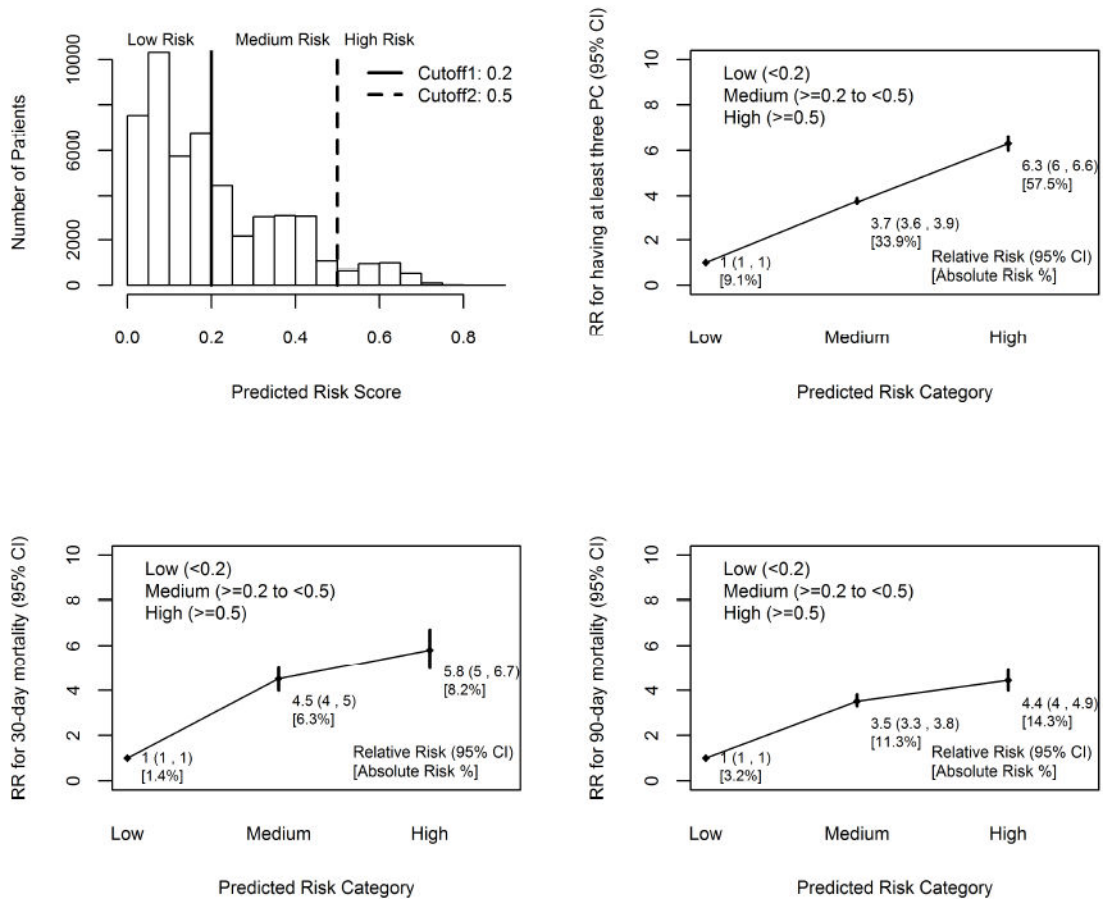 Low Risk Medium Risk High Risk
Cutoff1: 0.2
Cutoff2: 0.5
Number of Patients
0 2000 6000 10000
0.0 0.2 0.4 0.6 0.8
Predicted Risk Score
RR for having at least three PC (95% CI)
0 2 4 6 8 10
Low (<0.2)
Medium (>=0.2 to <0.5)
High (>=0.5)
1 (1 , 1)
[9.1%]
3.7 (3.6 , 3.9)
[33.9%]
6.3 (6 , 6.6)
[57.5%]
Relative Risk (95% CI)
[Absolute Risk %]
Low Medium High
Predicted Risk Category
RR for 30-day mortality (95% CI)
0 2 4 6 8 10
Low (<0.2)
Medium (>=0.2 to <0.5)
High (>=0.5)
1 (1 , 1)
[1.4%]
4.5 (4 , 5)
[6.3%]
5.8 (5 , 6.7)
[8.2%]
Relative Risk (95% CI)
[Absolute Risk %]
Low Medium High
Predicted Risk Category
RR for 90-day mortality (95% CI)
0 2 4 6 8 10
Low (<0.2)
Medium (>=0.2 to <0.5)
High (>=0.5)
1 (1 , 1)
[3.2%]
3.5 (3.3 , 3.8)
[11.3%]
4.4 (4 , 4.9)
[14.3%]
Relative Risk (95% CI)
[Absolute Risk %]
Low Medium High
Predicted Risk Category